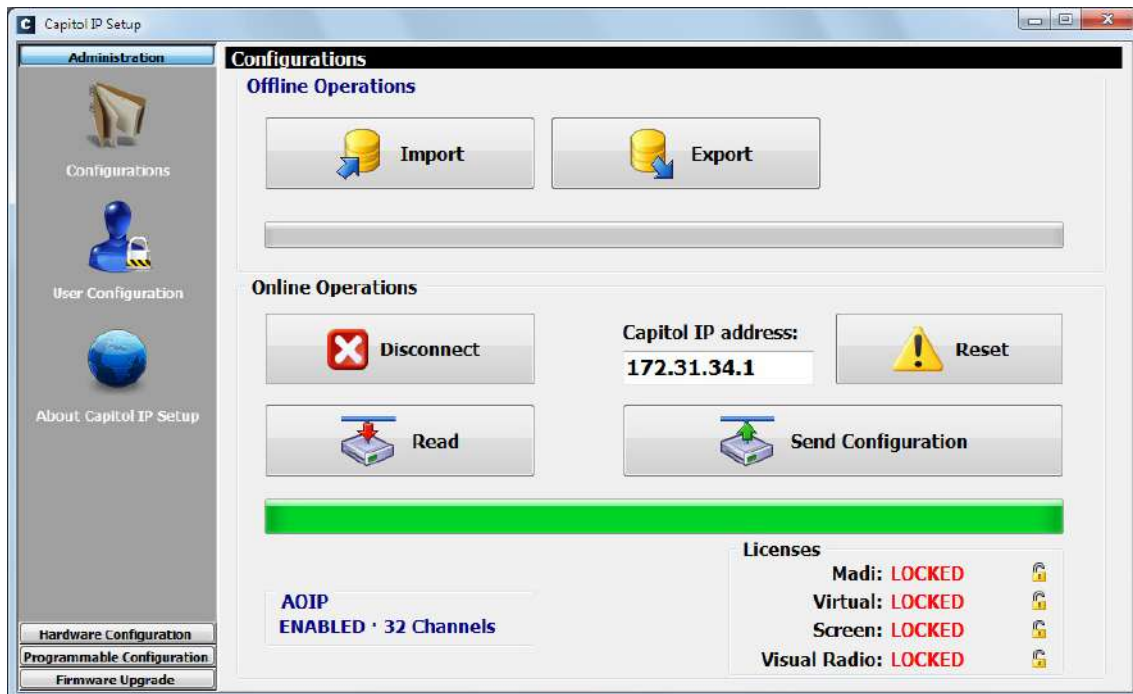 Capitol IP Setup
Administration
Configurations
User Configuration
About Capitol IP Setup
Hardware Configuration
Programmable Configuration
Firmware Upgrade
Configurations
Offline Operations
Import
Export
Online Operations
Disconnect
Capitol IP address:
172.31.34.1
Reset
Read
Send Configuration
AOIP
ENABLED · 32 Channels
Licenses
Madi: LOCKED
Virtual: LOCKED
Screen: LOCKED
Visual Radio: LOCKED